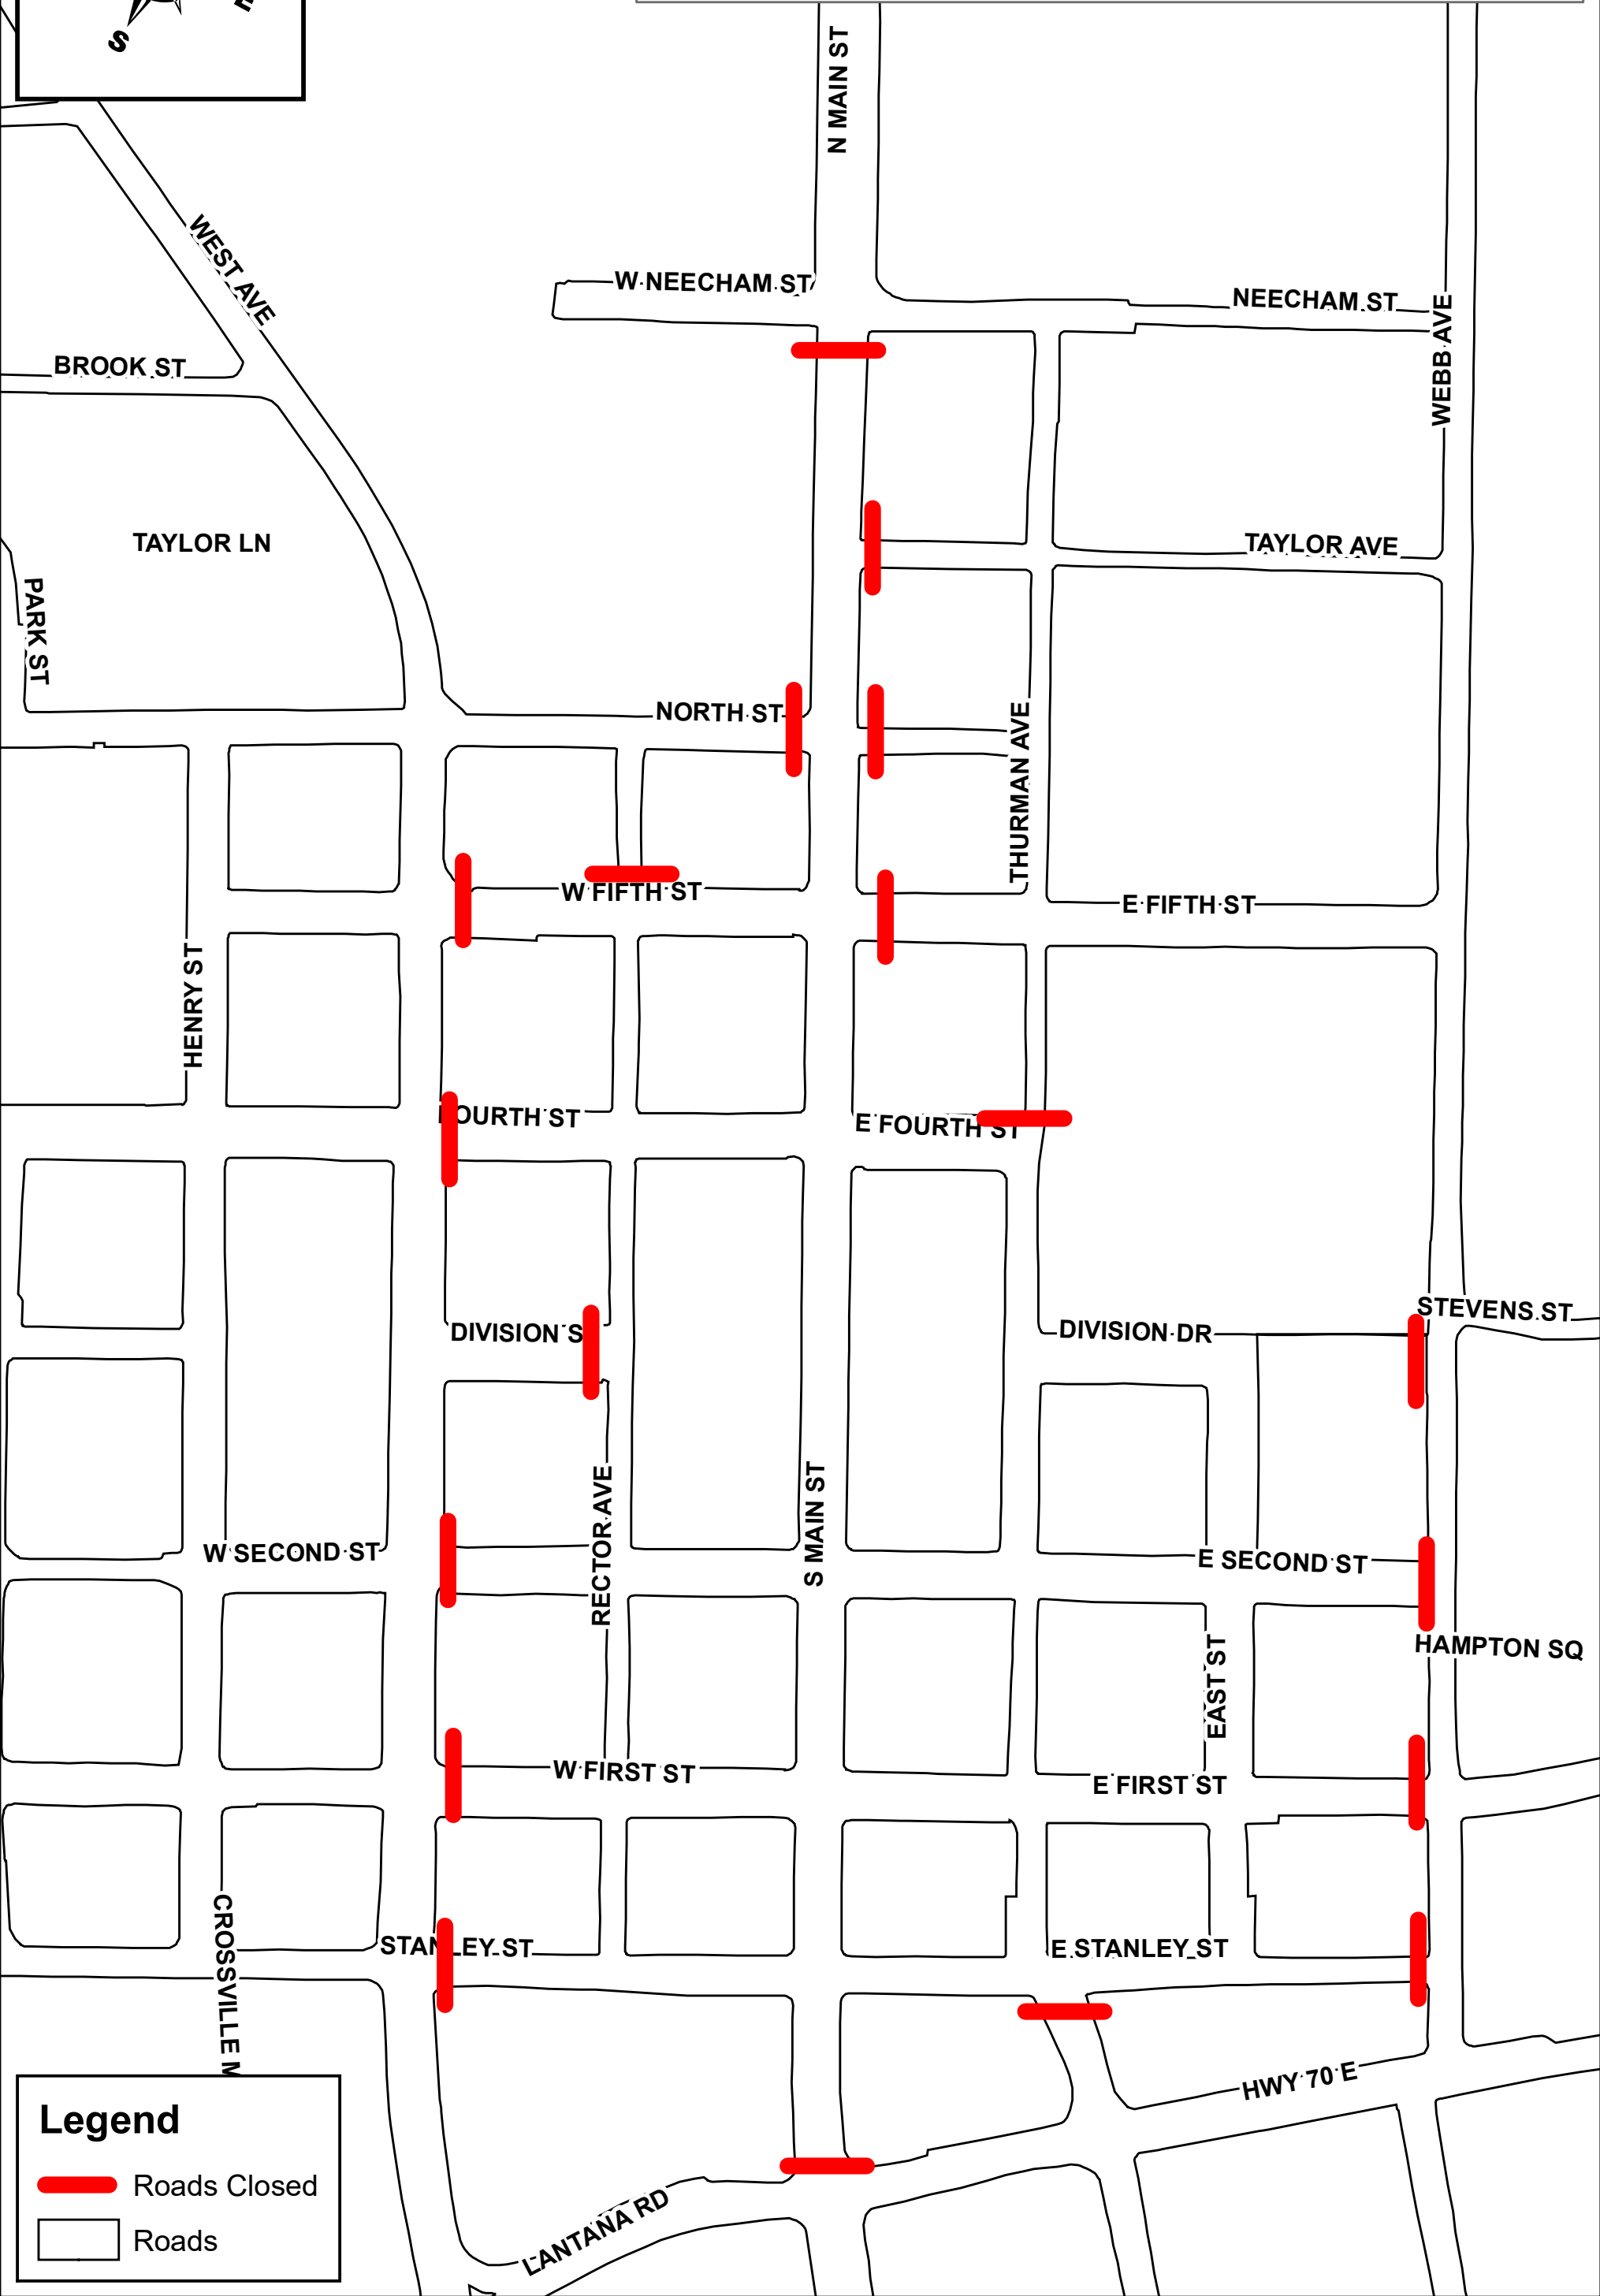 S
E
N MAIN ST
WEST AVE
W NEECHAM ST
NEECHAM ST
WEBB AVE
BROOK ST
TAYLOR LN
TAYLOR AVE
PARK ST
NORTH ST
THURMAN AVE
W FIFTH ST
E FIFTH ST
HENRY ST
FOURTH ST
E FOURTH ST
STEVENS ST
DIVISION S
DIVISION DR
W SECOND ST
RECTOR AVE
S MAIN ST
E SECOND ST
HAMPTON SQ
EAST ST
W FIRST ST
E FIRST ST
CROSSVILLE M
STANLEY ST
E STANLEY ST
HWY 70 E
LANTANA RD
Legend
Roads Closed
Roads